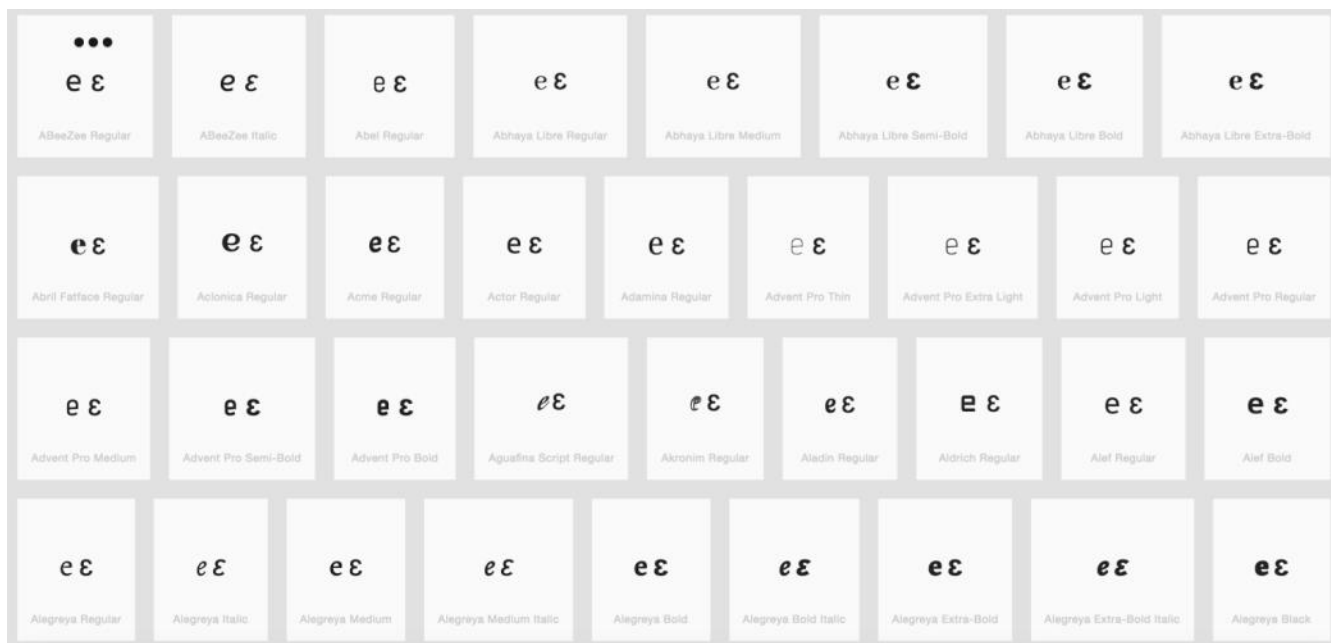 •••
e ɛ e ɛ e ɛ e ɛ e ɛ e ɛ e ɛ e ɛ
ABeeZee Regular ABeeZee Italic Abel Regular Abhaya Libre Regular Abhaya Libre Medium Abhaya Libre Semi-Bold Abhaya Libre Bold Abhaya Libre Extra-Bold
e ɛ e ɛ e ɛ e ɛ e ɛ e ɛ e ɛ e ɛ e ɛ
Abril Fatface Regular Aclonica Regular Acme Regular Actor Regular Adamina Regular Advent Pro Thin Advent Pro Extra Light Advent Pro Light Advent Pro Regular
e ɛ e ɛ e ɛ e ɛ e ɛ e ɛ e ɛ e ɛ e ɛ
Advent Pro Medium Advent Pro Semi-Bold Advent Pro Bold Aguafina Script Regular Akronim Regular Aladin Regular Aldrich Regular Alef Regular Alef Bold
e ɛ e ɛ e ɛ e ɛ e ɛ e ɛ e ɛ e ɛ e ɛ
Alegreya Regular Alegreya Italic Alegreya Medium Alegreya Medium Italic Alegreya Bold Alegreya Bold Italic Alegreya Extra-Bold Alegreya Extra-Bold Italic Alegreya Black